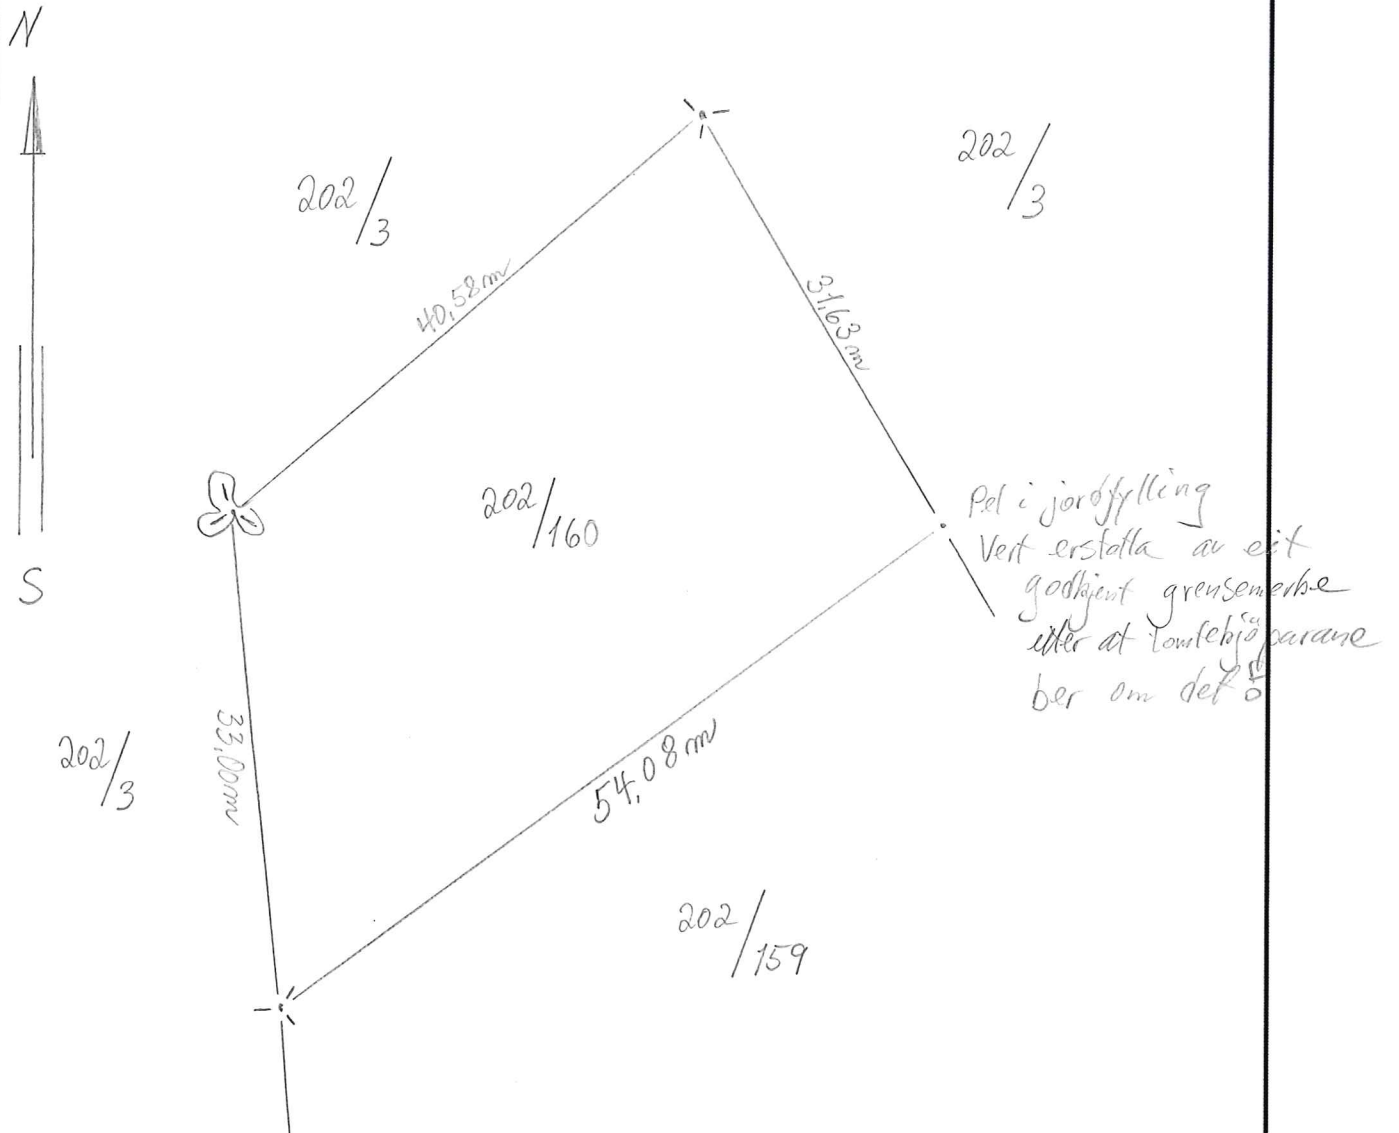 N
202/3
202/3
40,58m
31,63m
202/160
Pel i jordfylling
Vert erstatta av eit
godkjent grensemerke
etter at tomtekjöparane
ber om det
S
33,00m
202/3
54,08m
202/159